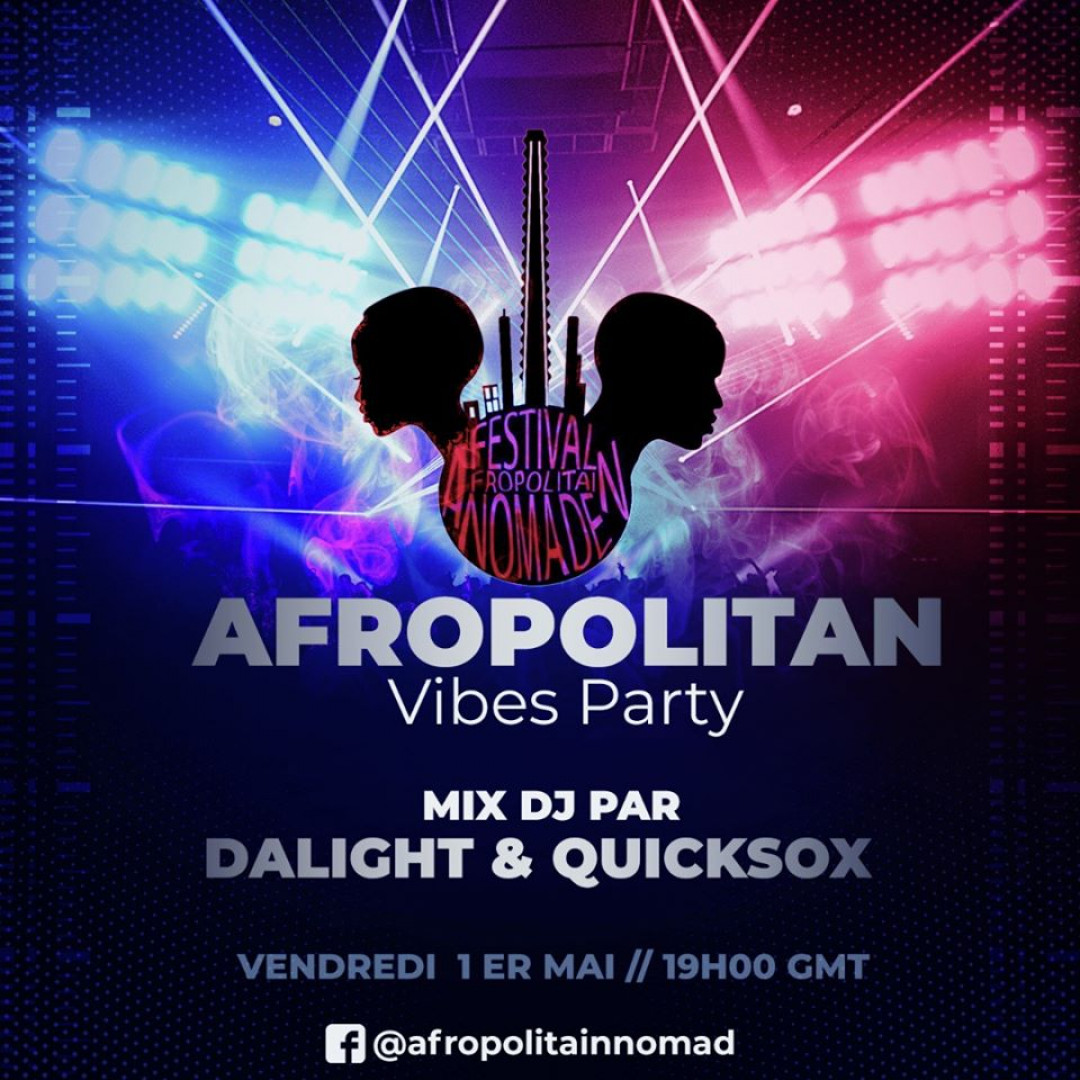 FESTIVAL
AFROPOLITAIN
NOMADE
AFROPOLITAN
Vibes Party
MIX DJ PAR
DALIGHT & QUICKSOX
VENDREDI 1 ER MAI // 19H00 GMT
@afropolitainnomad